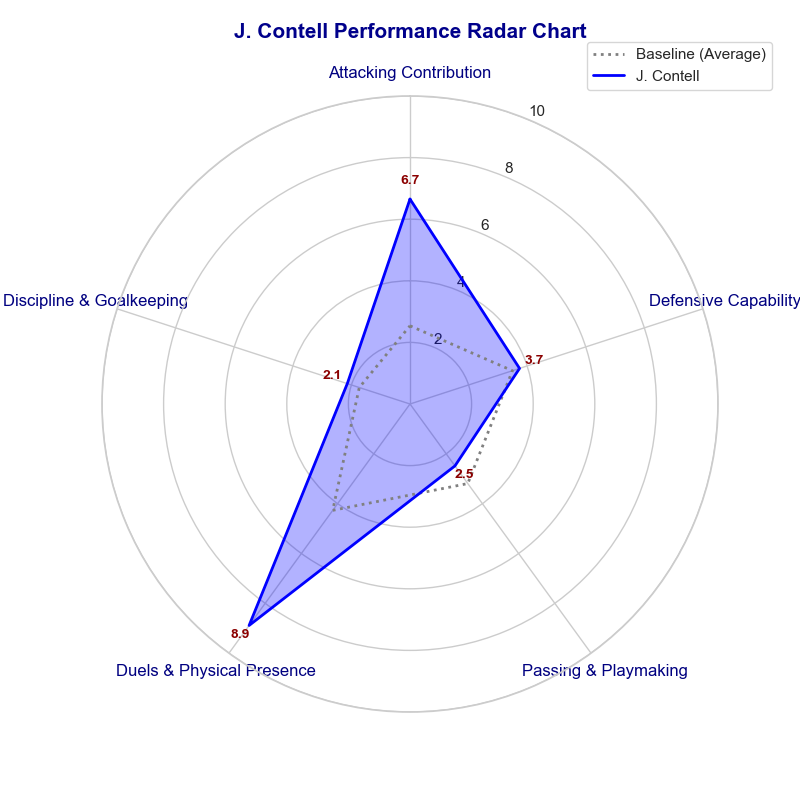 J. Contell Performance Radar Chart
Baseline (Average)
J. Contell
Attacking Contribution
10
8
6.7
6
4
Discipline & Goalkeeping
Defensive Capability
2
3.7
2.1
2.5
8.9
Duels & Physical Presence
Passing & Playmaking